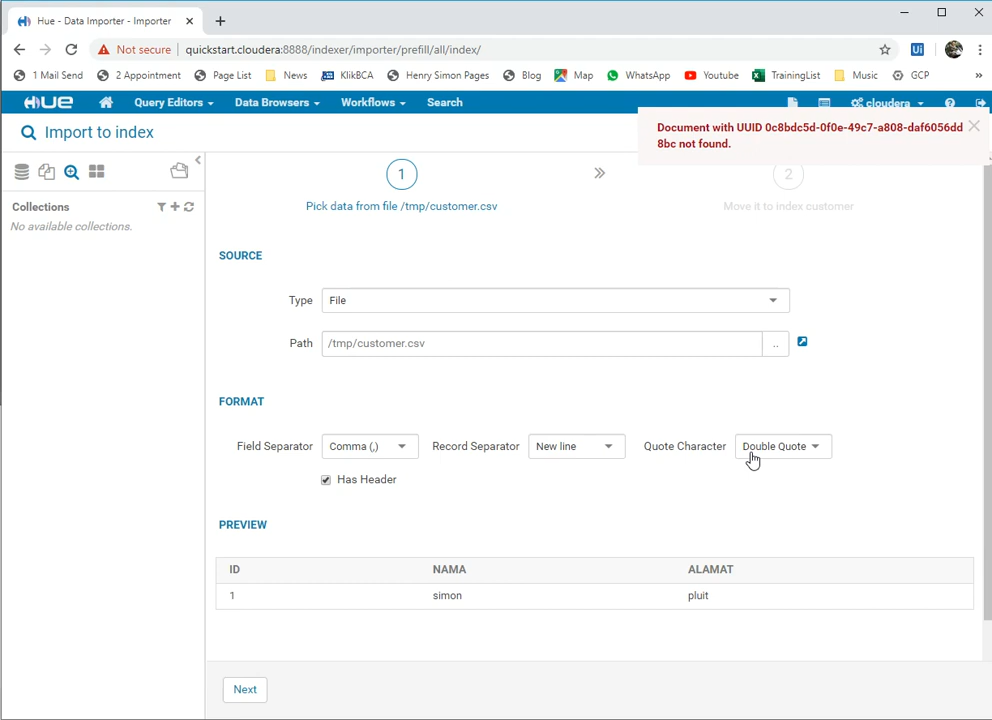 Hue - Data Importer - Importer
Not secure quickstart.cloudera:8888/indexer/importer/prefill/all/index/
1 Mail Send 2 Appointment Page List News KlikBCA Henry Simon Pages Blog Map WhatsApp Youtube TrainingList Music GCP »
HUE Query Editors Data Browsers Workflows Search cloudera
Import to index
Document with UUID 0c8bdc5d-0f0e-49c7-a808-daf6056dd
8bc not found.
1 2
Pick data from file /tmp/customer.csv Move it to index customer
Collections
No available collections.
SOURCE
Type File
Path /tmp/customer.csv ..
FORMAT
Field Separator Comma (,) Record Separator New line Quote Character Double Quote
Has Header
PREVIEW
ID NAMA ALAMAT
1 simon pluit
Next